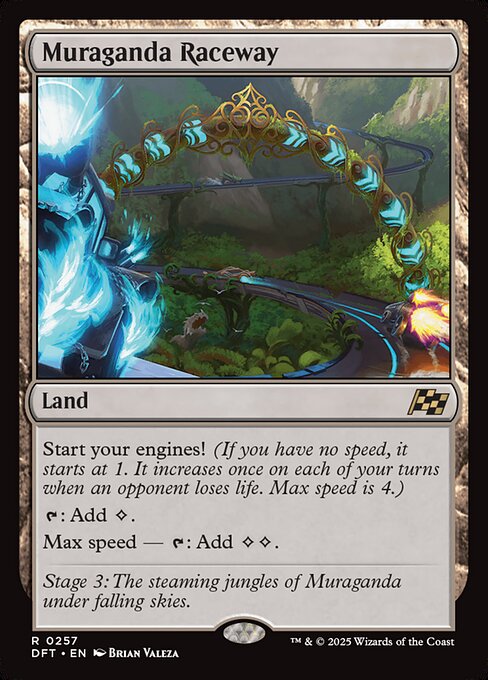 Muraganda Raceway
Land
Start your engines! (If you have no speed, it
starts at 1. It increases once on each of your turns
when an opponent loses life. Max speed is 4.)
: Add .
Max speed — : Add .
Stage 3: The steaming jungles of Muraganda
under falling skies.
R 0257
DFT • EN Brian Valeza
™ & © 2025 Wizards of the Coast